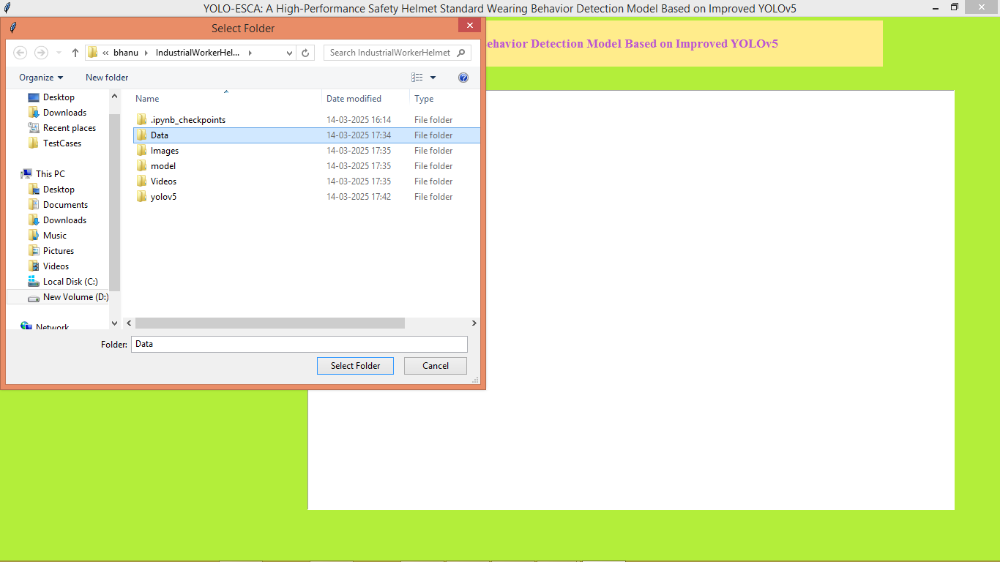 YOLO-ESCA: A High-Performance Safety Helmet Standard Wearing Behavior Detection Model Based on Improved YOLOv5
Select Folder
ehavior Detection Model Based on Improved YOLOv5
« bhanu IndustrialWorkerHel...
Search IndustrialWorkerHelmet
Organize
New folder
Desktop
Downloads
Recent places
TestCases
This PC
Desktop
Documents
Downloads
Music
Pictures
Videos
Local Disk (C:)
New Volume (D:)
Network
Name Date modified Type
.ipynb_checkpoints 14-03-2025 16:14 File folder
Data 14-03-2025 17:34 File folder
Images 14-03-2025 17:35 File folder
model 14-03-2025 17:35 File folder
Videos 14-03-2025 17:35 File folder
yolov5 14-03-2025 17:42 File folder
Folder: Data
Select Folder
Cancel